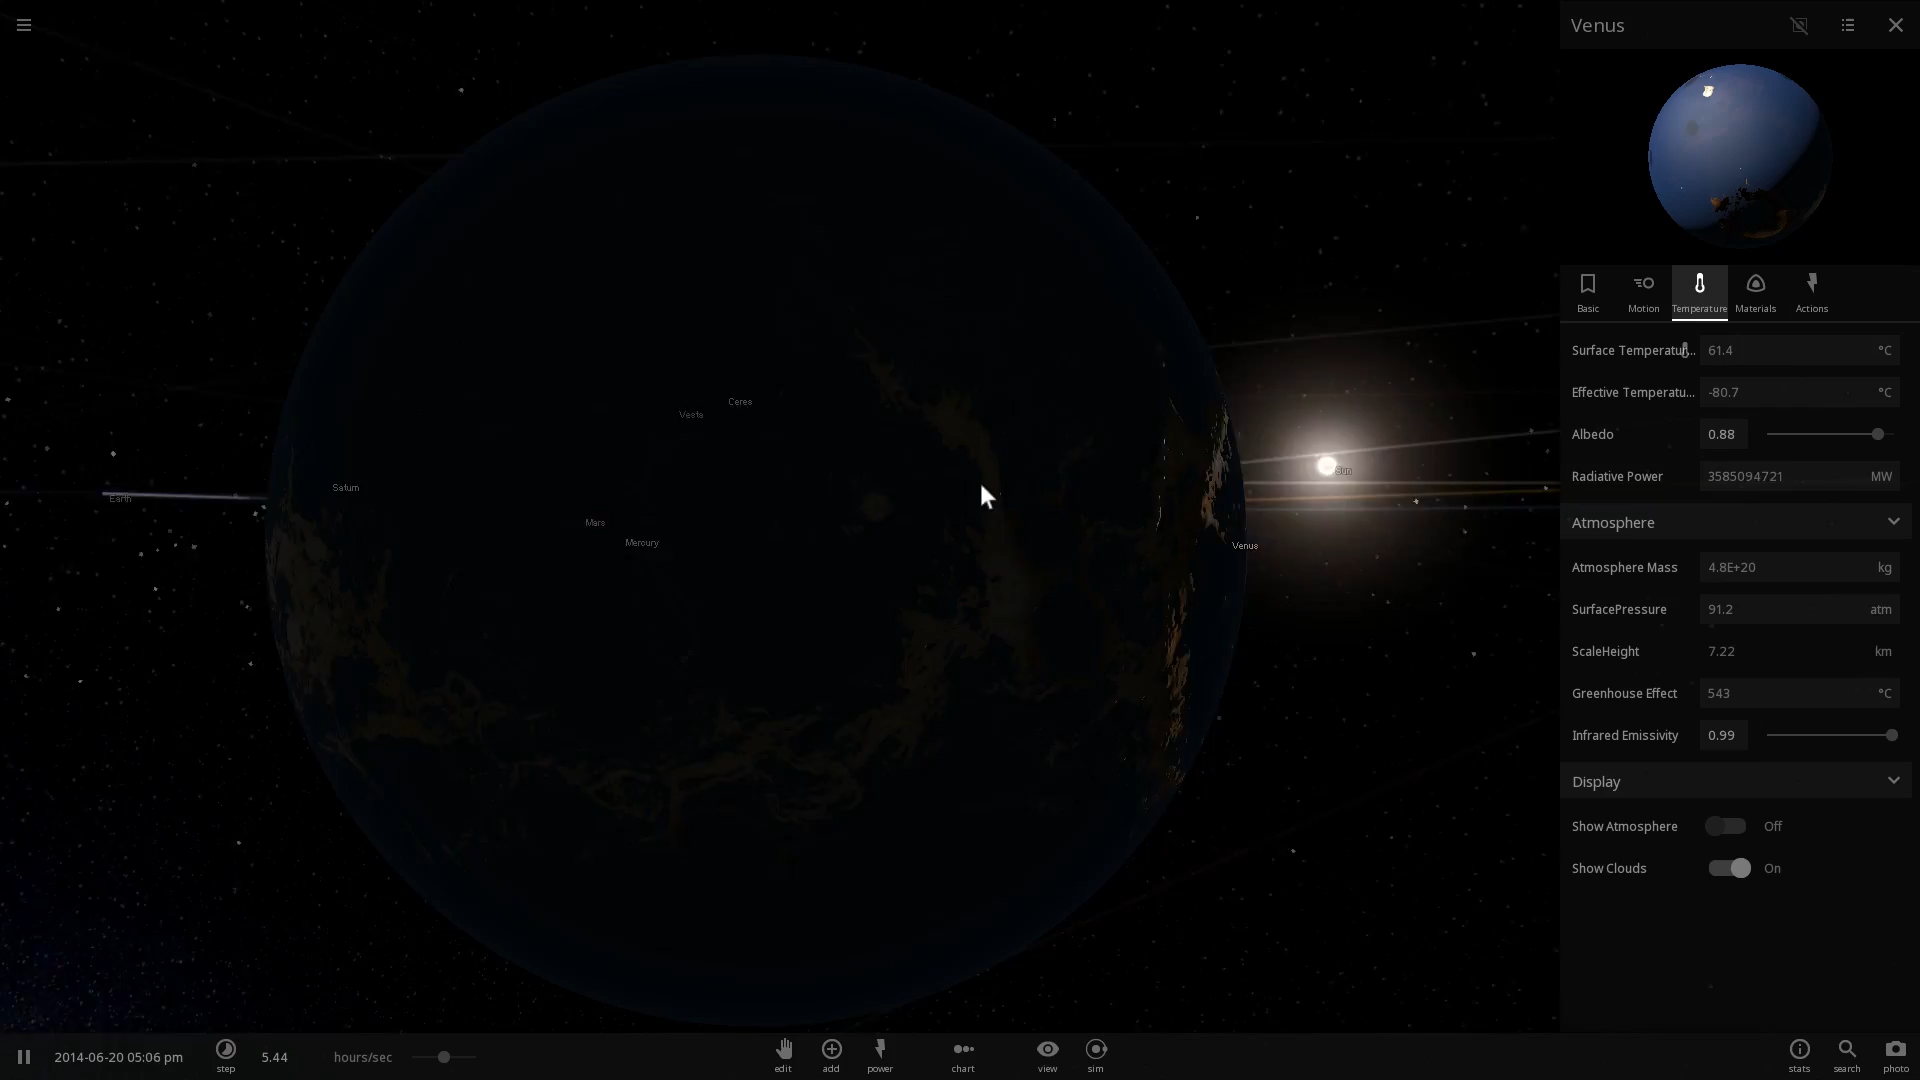 Venus
Basic
Motion
Temperature
Materials
Actions
Surface Temperatur... 61.4 °C
Effective Temperatu... -80.7 °C
Albedo 0.88
Radiative Power 3585094721 MW
Atmosphere
Atmosphere Mass 4.8E+20 kg
SurfacePressure 91.2 atm
ScaleHeight 7.22 km
Greenhouse Effect 543 °C
Infrared Emissivity 0.99
Display
Show Atmosphere Off
Show Clouds On
Ceres
Vesta
Sun
Saturn
Earth
Mars
Mercury
Venus
2014-06-20 05:06 pm
step
5.44 hours/sec
edit
add
power
chart
view
sim
stats
search
photo